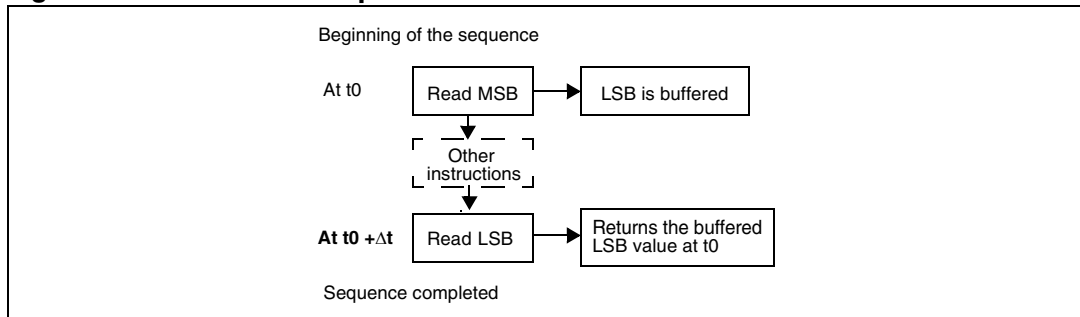 Beginning of the sequence
At t0
Read MSB
LSB is buffered
Other
instructions
At t0 +Δt
Read LSB
Returns the buffered
LSB value at t0
Sequence completed